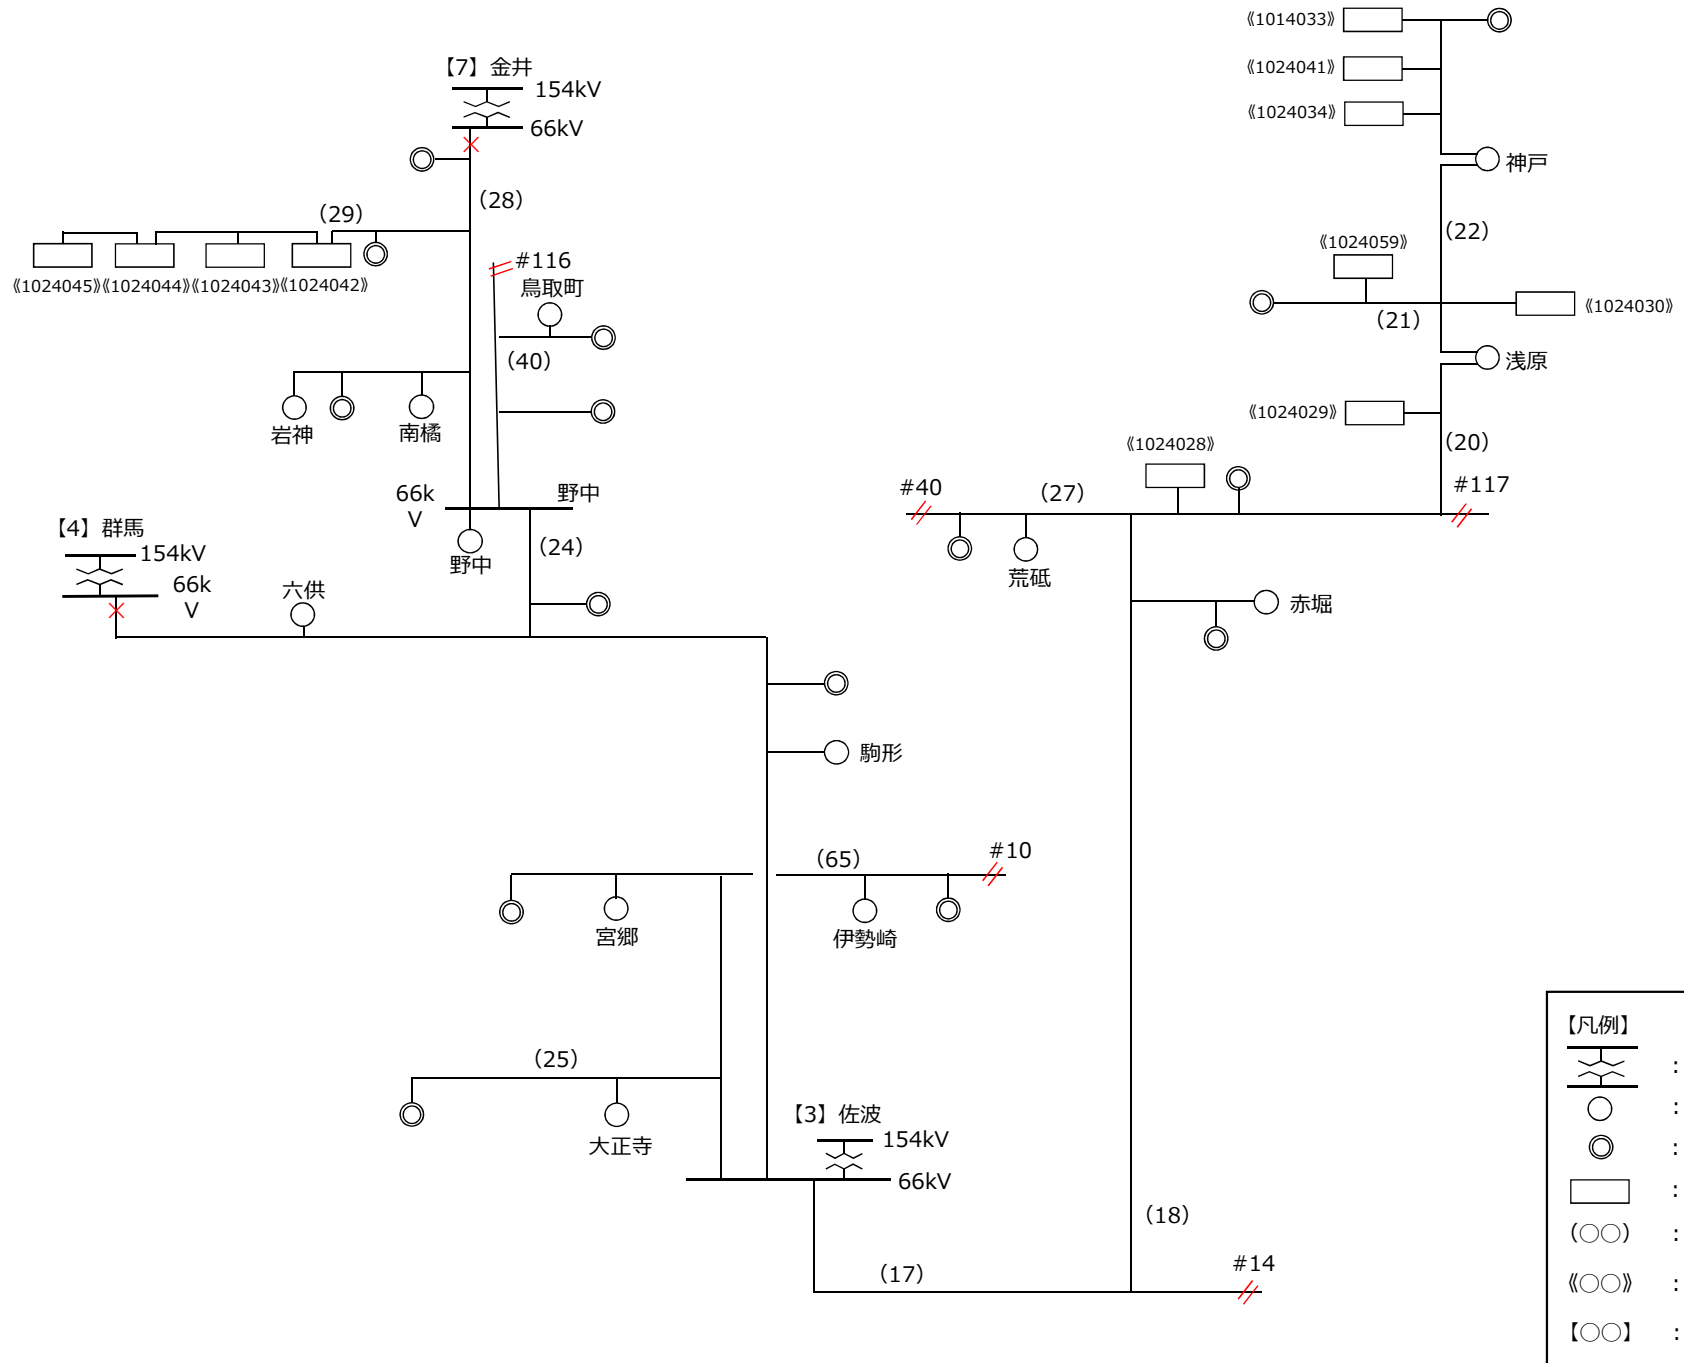 《1014033》
《1024041》
《1024034》
神戸
【7】金井
154kV
66kV
(28)
(29)
《1024045》《1024044》《1024043》《1024042》
#116
鳥取町
(40)
岩神
南橘
66k
V
野中
野中
(24)
【4】群馬
154kV
66k
V
六供
(22)
《1024059》
《1024030》
(21)
浅原
《1024029》
(20)
《1024028》
#40
(27)
#117
荒砥
赤堀
駒形
(65)
#10
宮郷
伊勢崎
(25)
大正寺
【3】佐波
154kV
66kV
(18)
(17)
#14
【凡例】
:
:
:
:
(○○) :
《○○》 :
【○○】 :